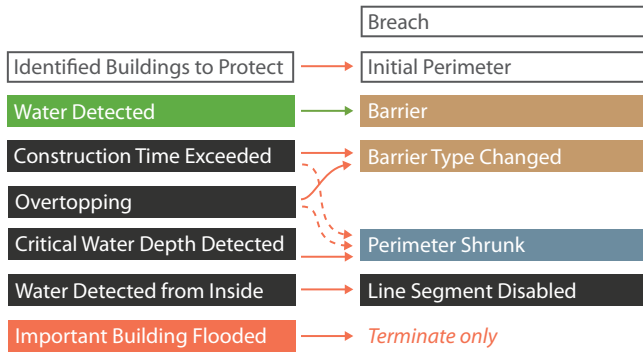 Breach
Identified Buildings to Protect
Initial Perimeter
Water Detected
Barrier
Construction Time Exceeded
Barrier Type Changed
Overtopping
Critical Water Depth Detected
Perimeter Shrunk
Water Detected from Inside
Line Segment Disabled
Important Building Flooded
Terminate only